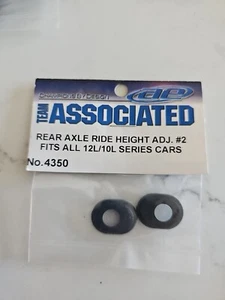 TEAM ASSOCIATED
REAR AXLE RIDE HEIGHT ADJ. #2
FITS ALL 12L/10L SERIES CARS
No. 4350